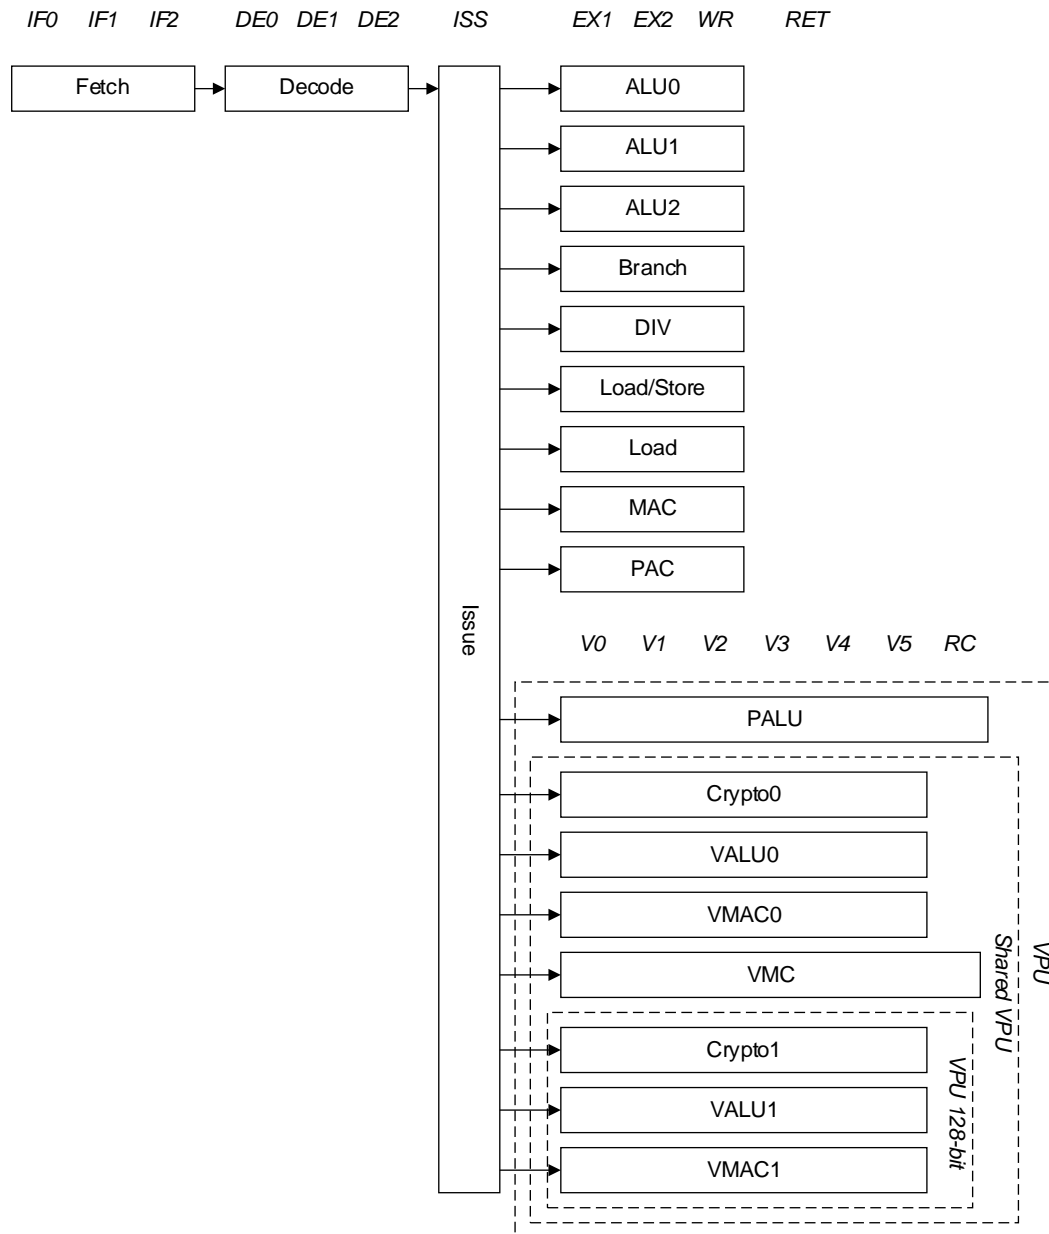 IF0 IF1 IF2 DE0 DE1 DE2 ISS EX1 EX2 WR RET
Fetch Decode ALU0
ALU1
ALU2
Branch
DIV
Load/Store
Load
MAC
PAC
Issue
V0 V1 V2 V3 V4 V5 RC
PALU
Crypto0
VALU0
VMAC0
VMC
Shared VPU
VPU
Crypto1
VALU1
VMAC1
VPU 128-bit